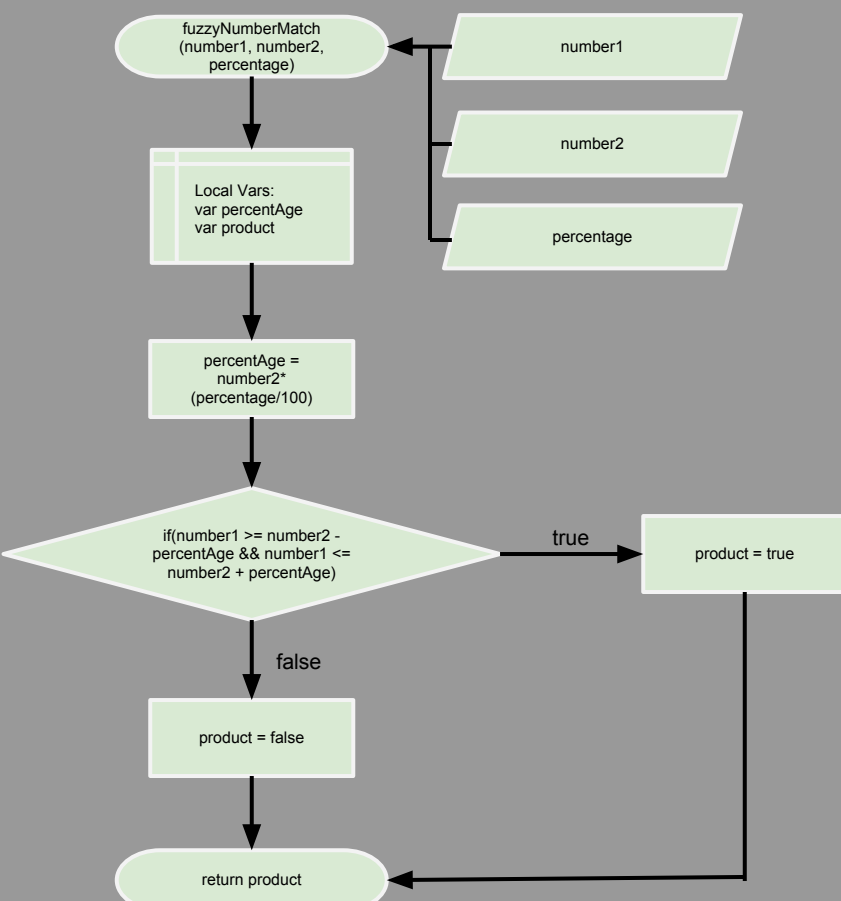 fuzzyNumberMatch
(number1, number2,
percentage)
number1
number2
percentage
Local Vars:
var percentAge
var product
percentAge =
number2*
(percentage/100)
if(number1 >= number2 -
percentAge && number1 <=
number2 + percentAge)
true
product = true
false
product = false
return product